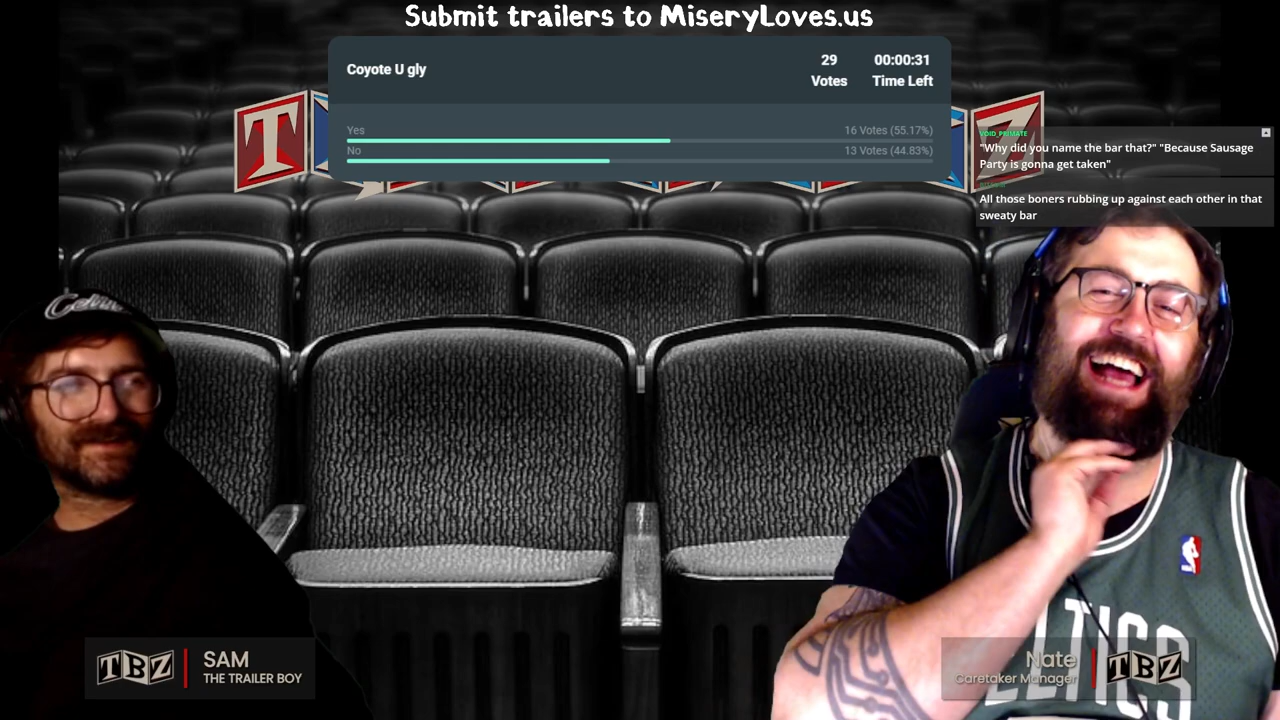 Submit trailers to MiseryLoves.us
Coyote U gly
29
Votes
00:00:31
Time Left
Yes
16 Votes (55.17%)
No
13 Votes (44.83%)
T
Z
VOID_PRIMATE
"Why did you name the bar that?" "Because Sausage
Party is gonna get taken"
All those boners rubbing up against each other in that
sweaty bar
Celtic
LTICS
TBZ
SAM
THE TRAILER BOY
Nate
Caretaker Manager
TBZ